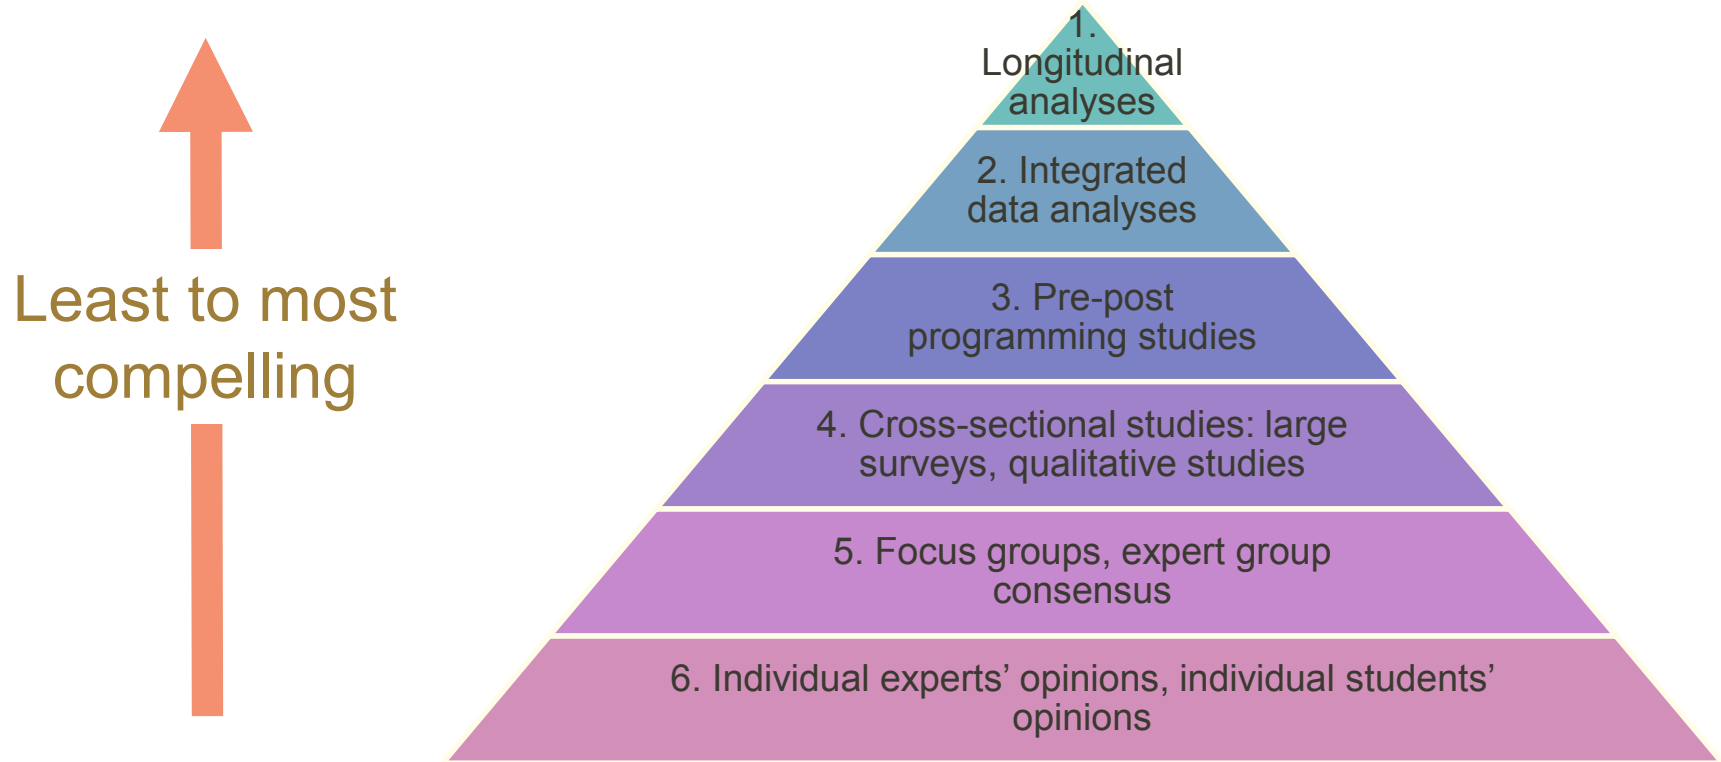 Least to most
compelling
1.
Longitudinal
analyses
2. Integrated
data analyses
3. Pre-post
programming studies
4. Cross-sectional studies: large
surveys, qualitative studies
5. Focus groups, expert group
consensus
6. Individual experts’ opinions, individual students’
opinions